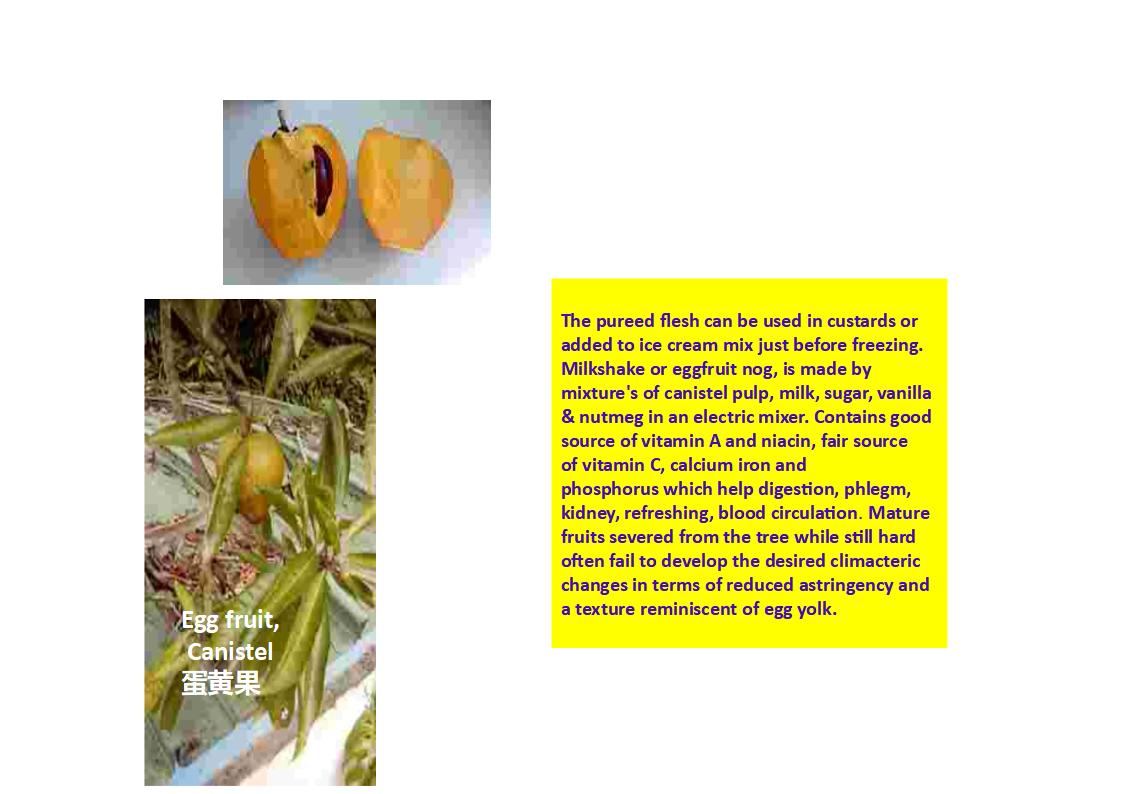 The pureed flesh can be used in custards or
added to ice cream mix just before freezing.
Milkshake or eggfruit nog, is made by
mixture's of canistel pulp, milk, sugar, vanilla
& nutmeg in an electric mixer. Contains good
source of vitamin A and niacin, fair source
of vitamin C, calcium iron and
phosphorus which help digestion, phlegm,
kidney, refreshing, blood circulation. Mature
fruits severed from the tree while still hard
often fail to develop the desired climacteric
changes in terms of reduced astringency and
a texture reminiscent of egg yolk.
Egg fruit,
Canistel
蛋黄果